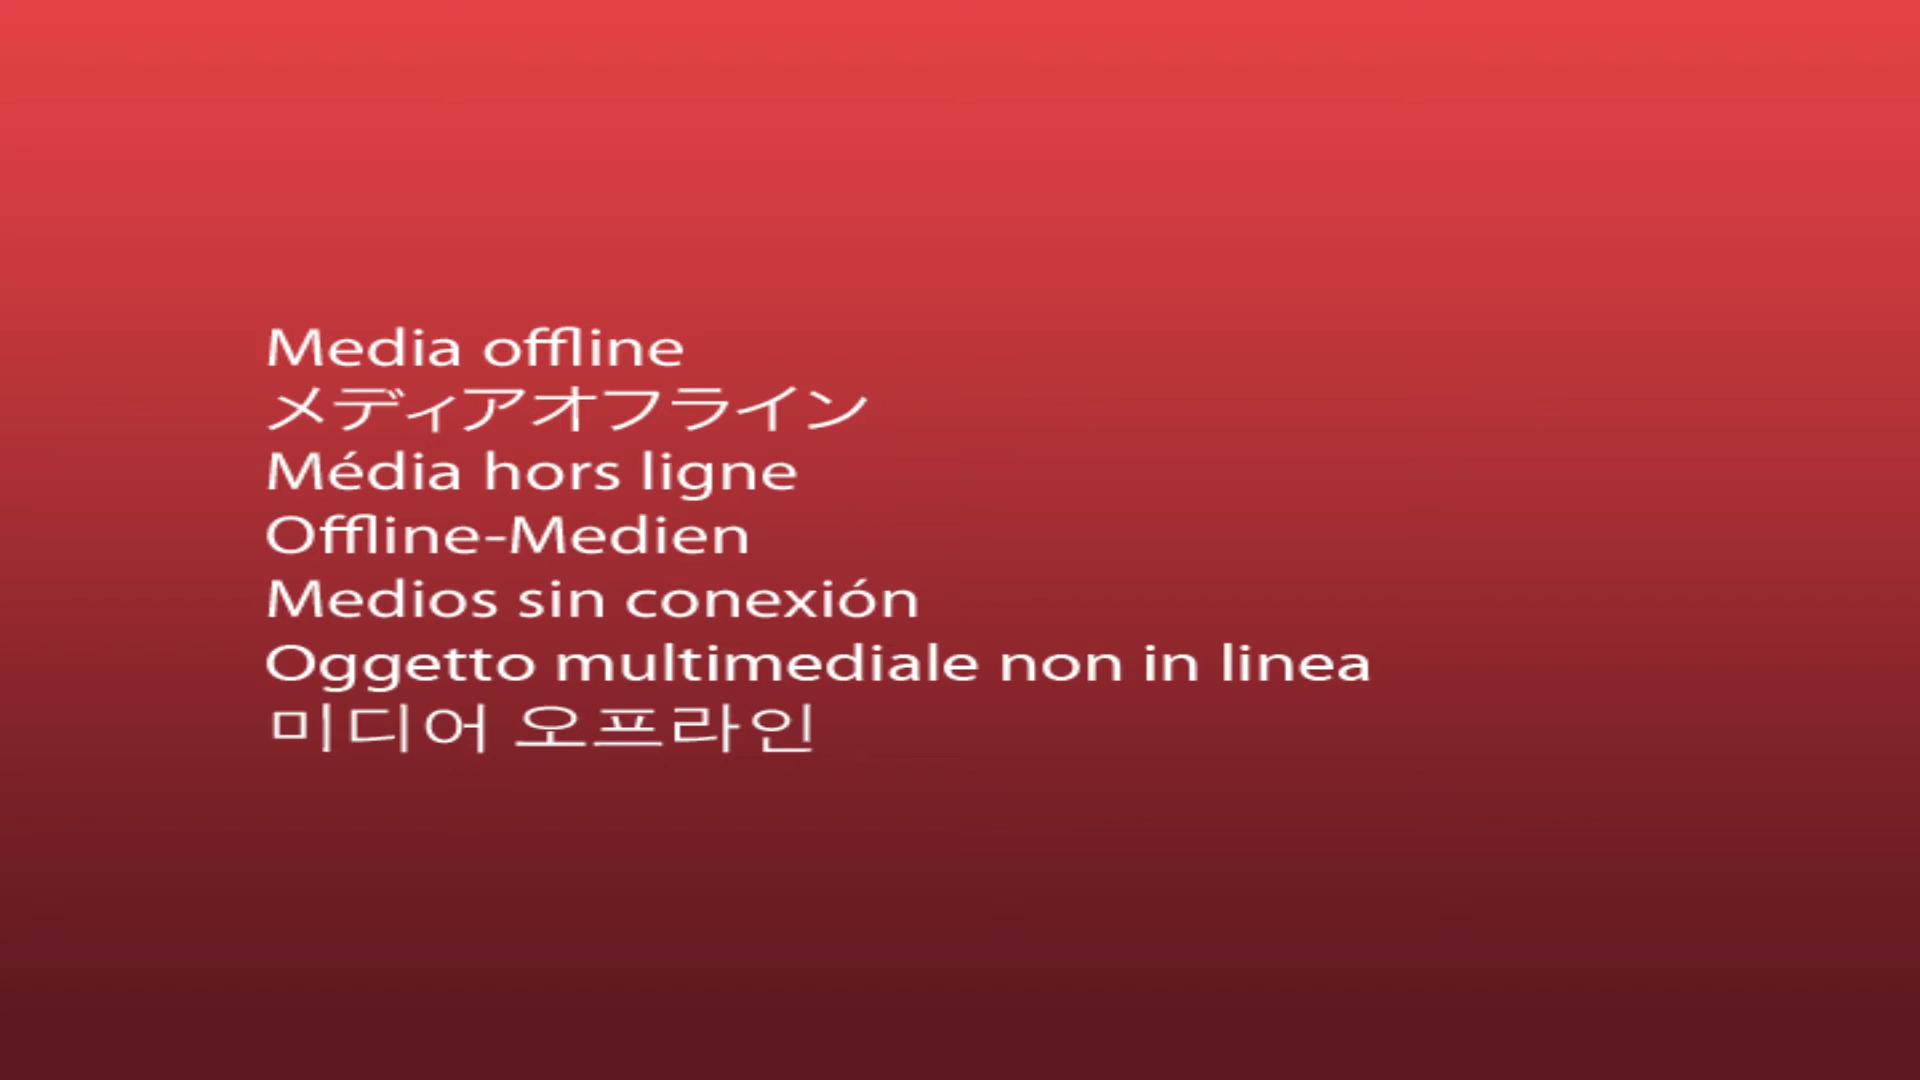 Media offline
メディアオフライン
Média hors ligne
Offline-Medien
Medios sin conexión
Oggetto multimediale non in linea
미디어 오프라인